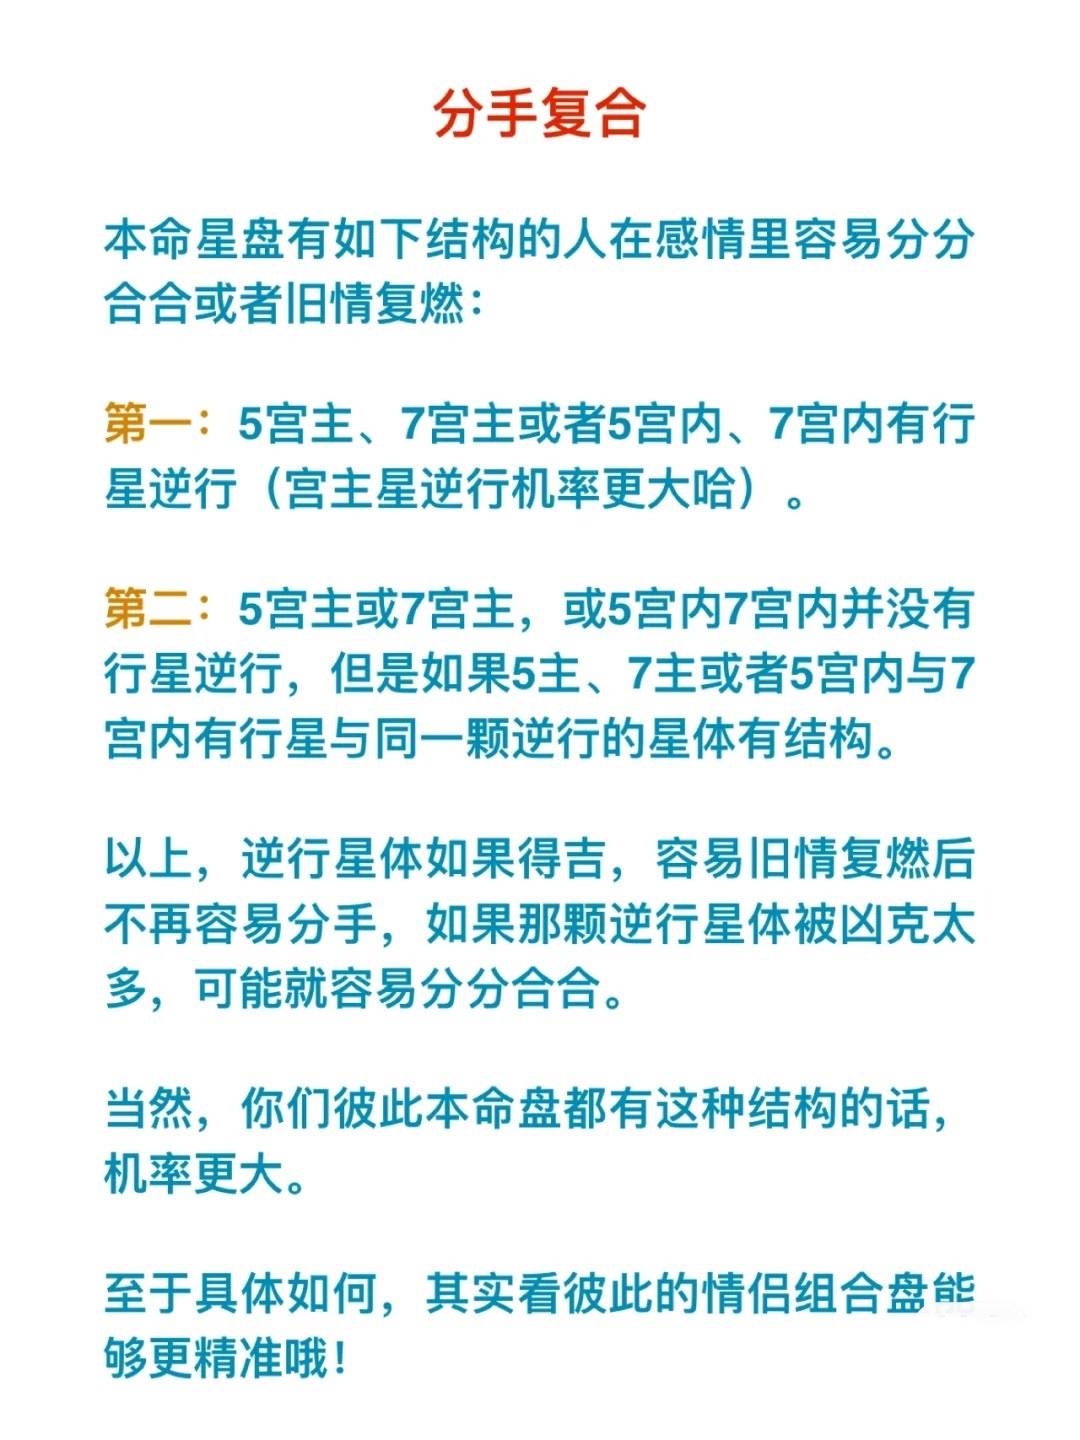 分手复合
本命星盘有如下结构的人在感情里容易分分
合合或者旧情复燃：
第一：5宫主、7宫主或者5宫内、7宫内有行
星逆行（宫主星逆行机率更大哈）。
第二：5宫主或7宫主，或5宫内7宫内并没有
行星逆行，但是如果5主、7主或者5宫内与7
宫内有行星与同一颗逆行的星体有结构。
以上，逆行星体如果得吉，容易旧情复燃后
不再容易分手，如果那颗逆行星体被凶克太
多，可能就容易分分合合。
当然，你们彼此本命盘都有这种结构的话，
机率更大。
至于具体如何，其实看彼此的情侣组合盘能
够更精准哦！